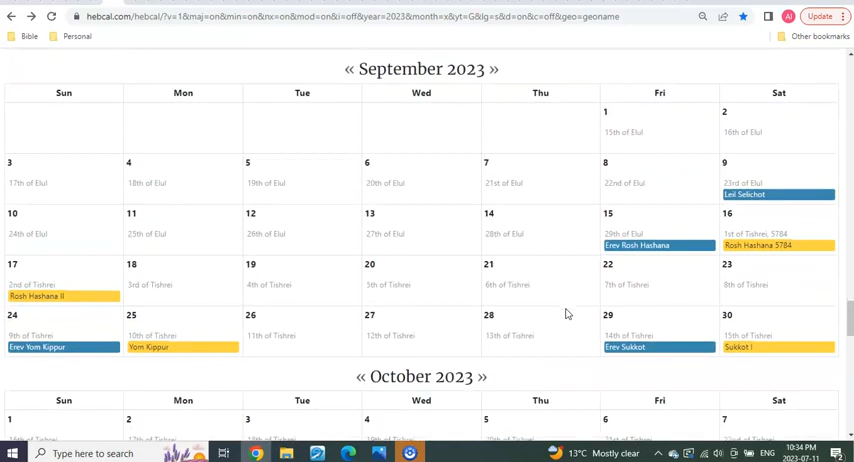 hebcal.com/hebcal/?v=1&maj=on&min=on&nx=on&mod=on&i=off&year=2023&month=x&yt=G&lg=s&d=on&c=off&geo=geoname
AI
Update
Bible
Personal
Other bookmarks
« September 2023 »
Sun Mon Tue Wed Thu Fri Sat
1 2
15th of Elul 16th of Elul
3 4 5 6 7 8 9
17th of Elul 18th of Elul 19th of Elul 20th of Elul 21st of Elul 22nd of Elul 23rd of Elul
Leil Selichot
10 11 12 13 14 15 16
24th of Elul 25th of Elul 26th of Elul 27th of Elul 28th of Elul 29th of Elul 1st of Tishrei, 5784
Erev Rosh Hashana Rosh Hashana 5784
17 18 19 20 21 22 23
2nd of Tishrei 3rd of Tishrei 4th of Tishrei 5th of Tishrei 6th of Tishrei 7th of Tishrei 8th of Tishrei
Rosh Hashana II
24 25 26 27 28 29 30
9th of Tishrei 10th of Tishrei 11th of Tishrei 12th of Tishrei 13th of Tishrei 14th of Tishrei 15th of Tishrei
Erev Yom Kippur Yom Kippur Erev Sukkot Sukkot I
« October 2023 »
Sun Mon Tue Wed Thu Fri Sat
1 2 3 4 5 6 7
Type here to search
13°C Mostly clear
ENG
10:34 PM
2023-07-11
2